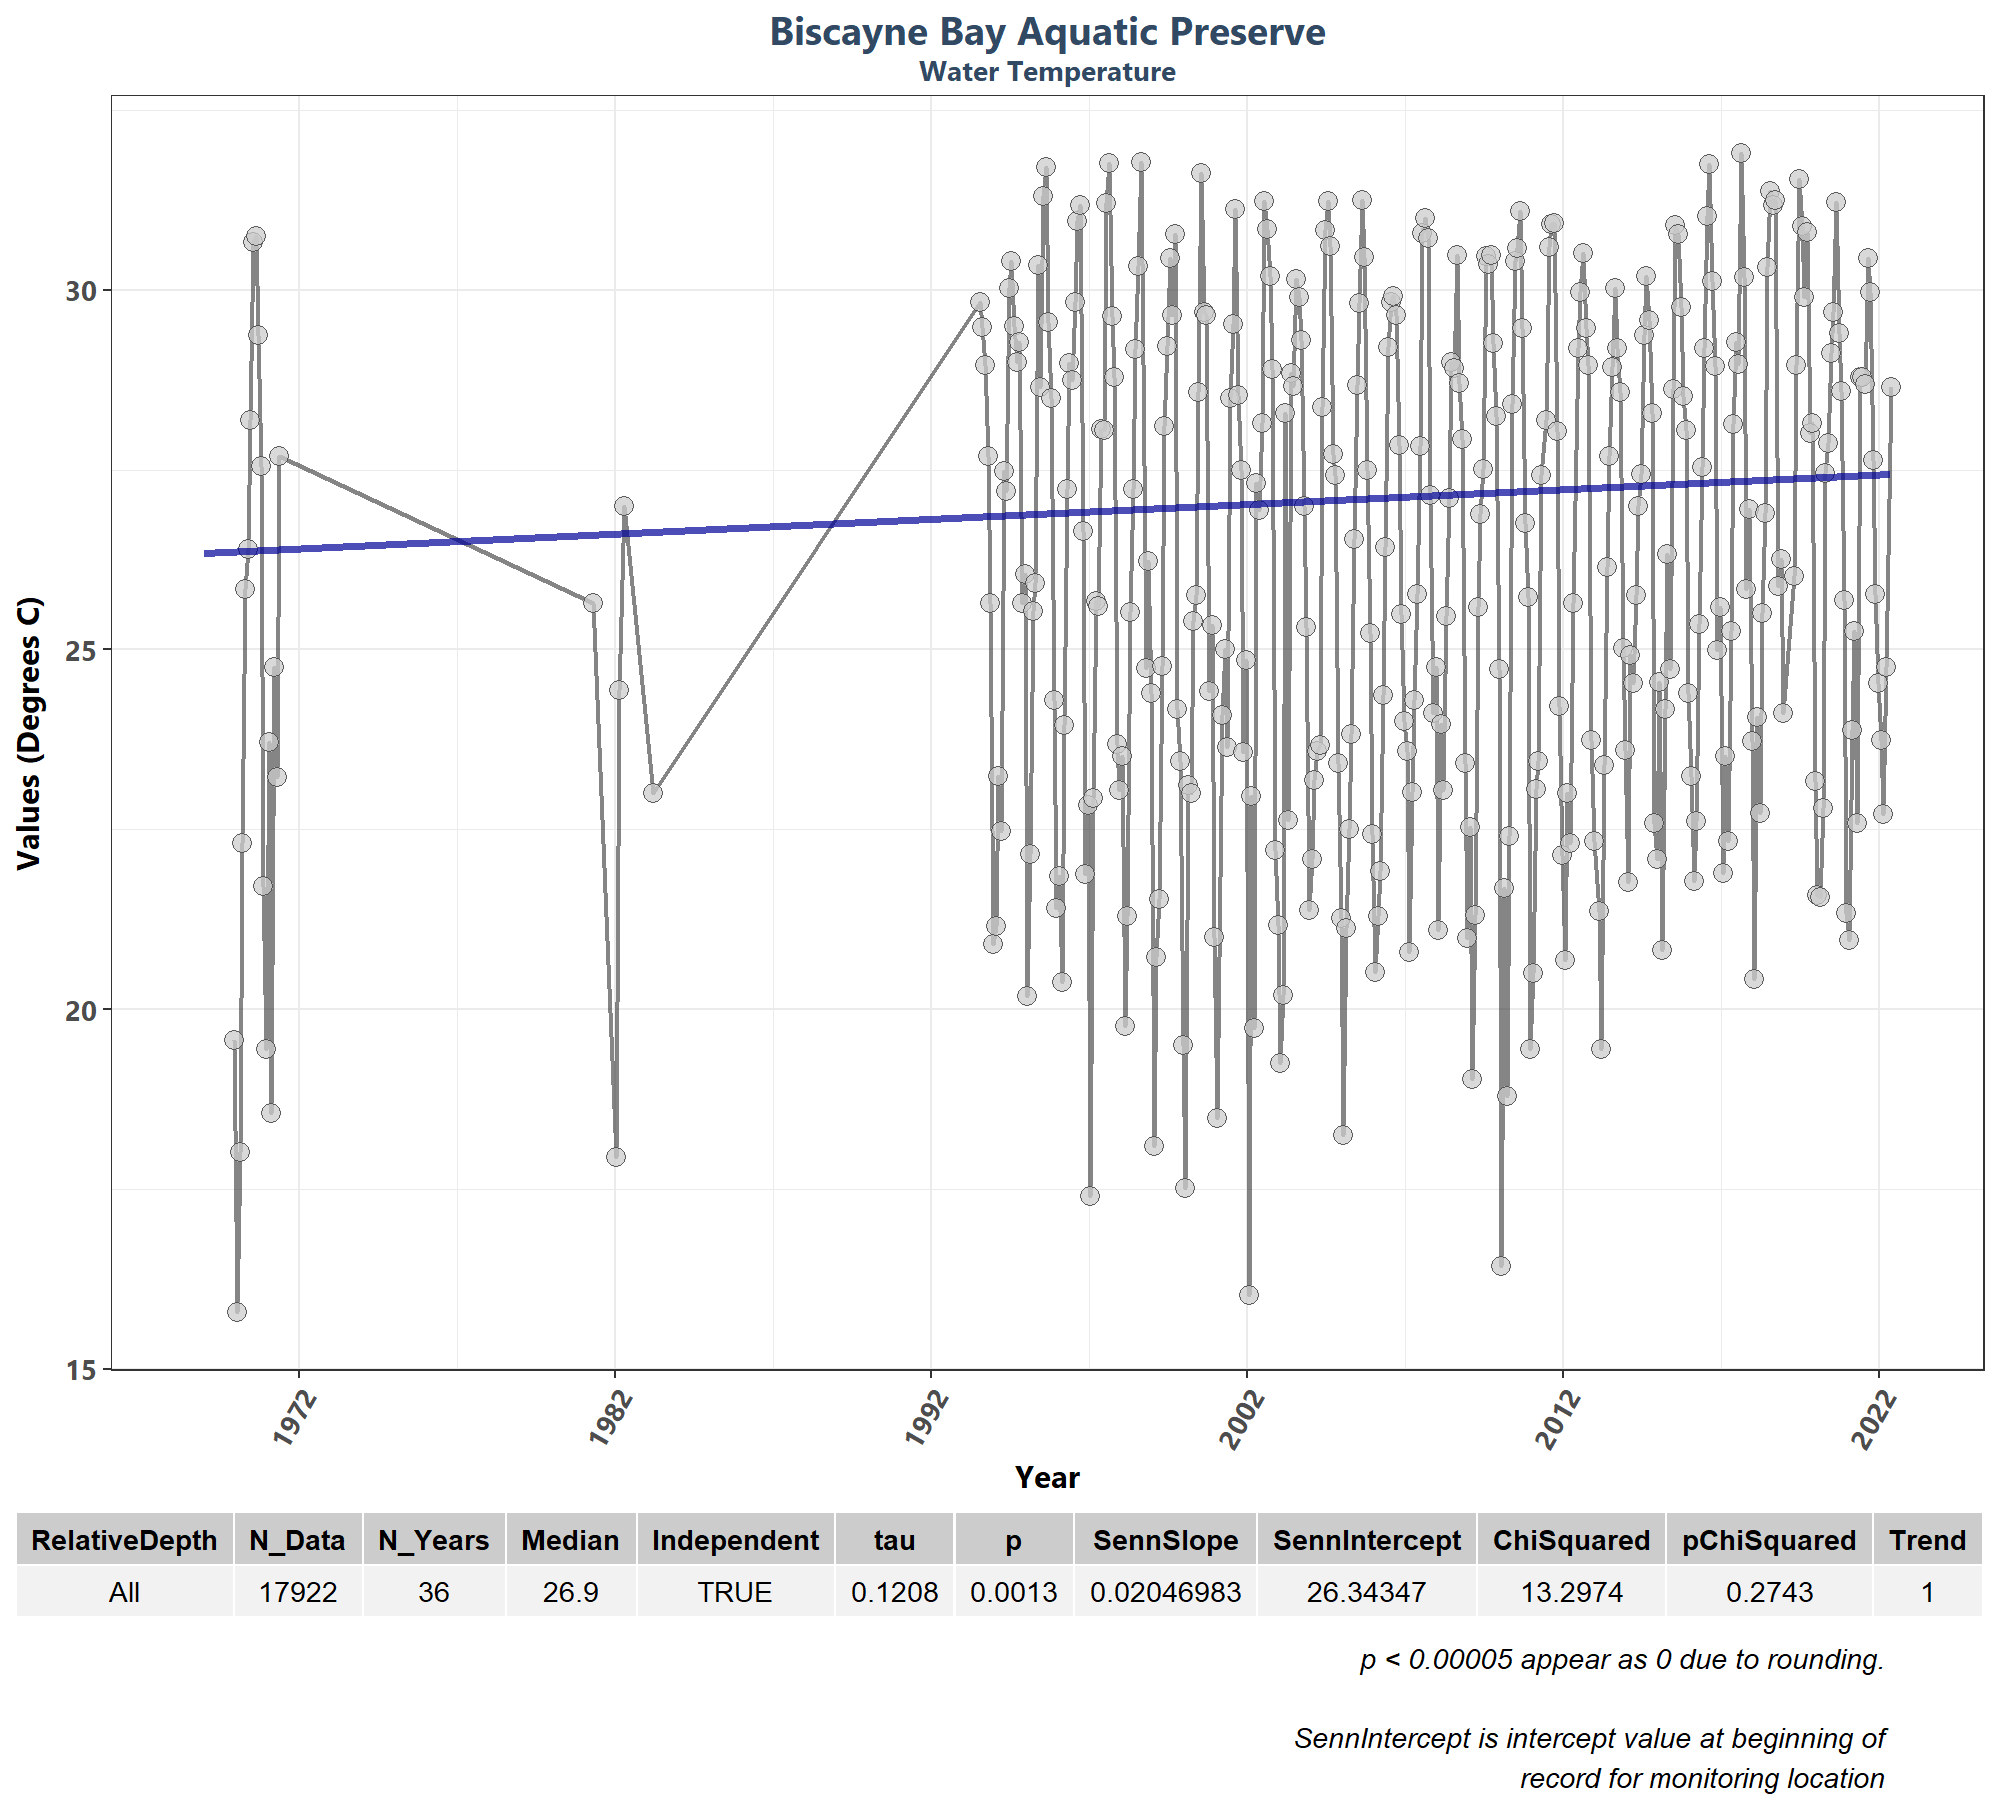 Biscayne Bay Aquatic Preserve
Water Temperature
Values (Degrees C)
30
25
20
15
1972 1982 1992 2002 2012 2022
Year
RelativeDepth N_Data N_Years Median Independent tau p SennSlope SennIntercept ChiSquared pChiSquared Trend
All 17922 36 26.9 TRUE 0.1208 0.0013 0.02046983 26.34347 13.2974 0.2743 1
p < 0.00005 appear as 0 due to rounding.
SennIntercept is intercept value at beginning of
record for monitoring location